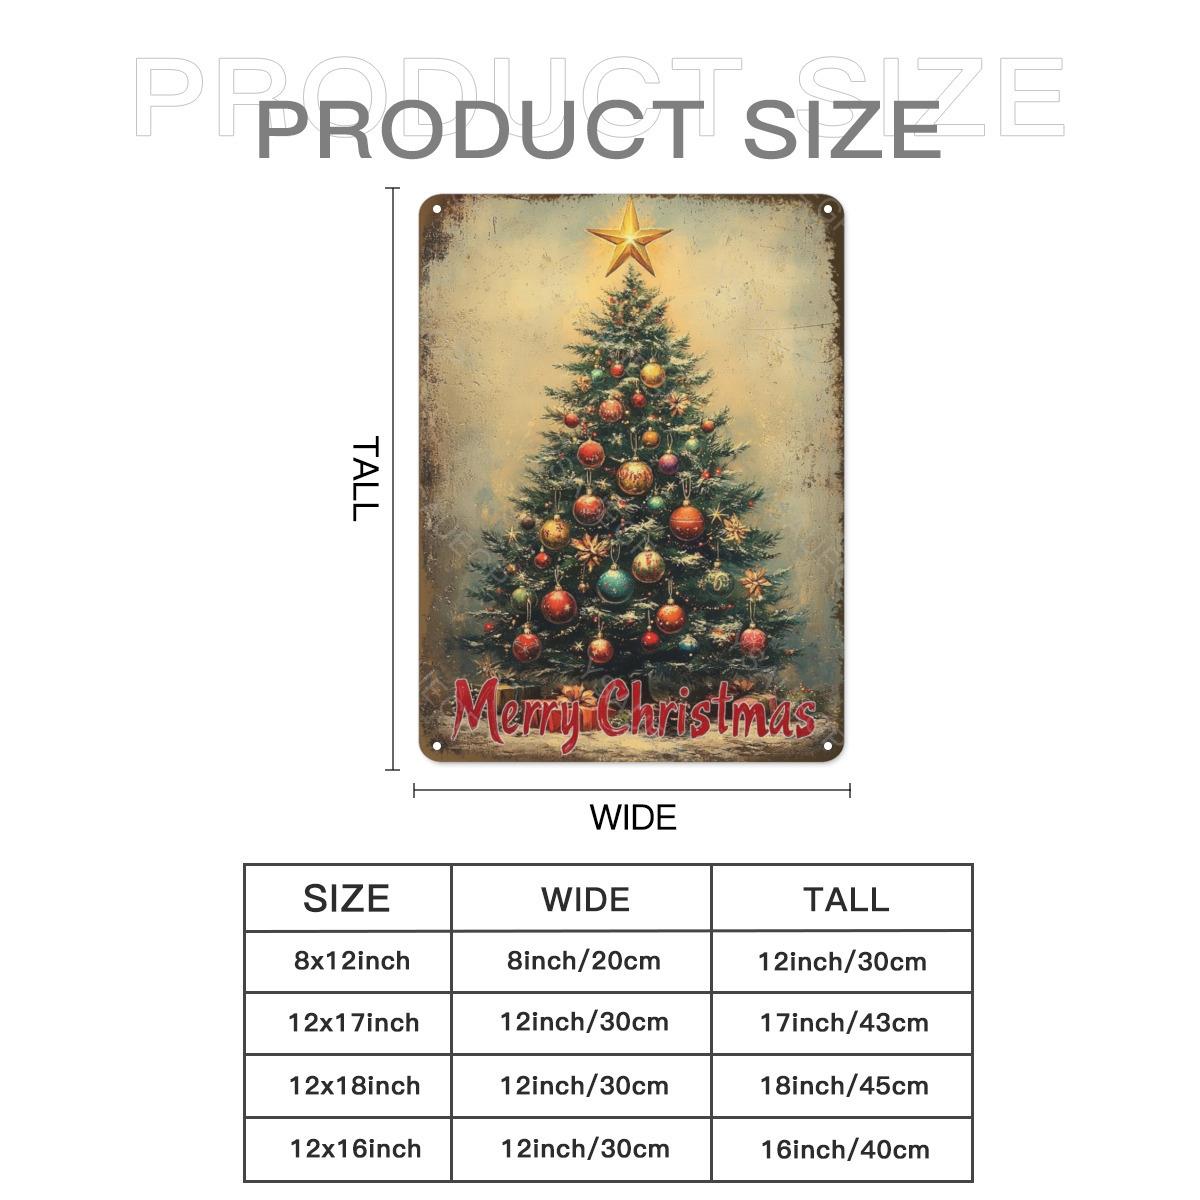 PRODUCT SIZE
PRODUCT SIZE
TALL
Merry Christmas
WIDE
SIZE WIDE TALL
8x12inch 8inch/20cm 12inch/30cm
12x17inch 12inch/30cm 17inch/43cm
12x18inch 12inch/30cm 18inch/45cm
12x16inch 12inch/30cm 16inch/40cm